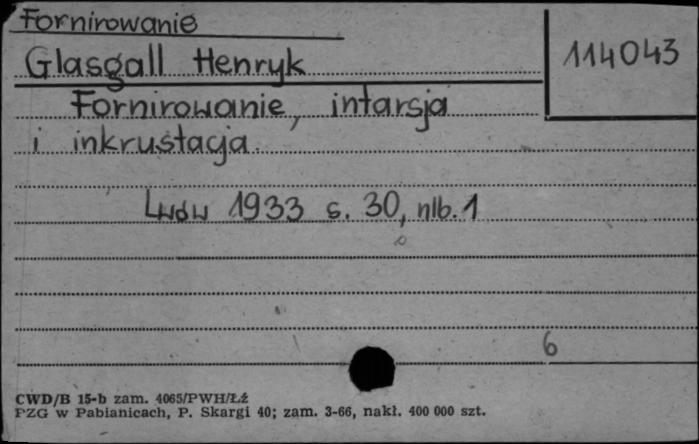 Fornirowanie
Glasgall Henryk
114043
Fornirowanie, intarsja
i inkrustacja.
Lwów 1933 s. 30, nlb. 1
6
CWD/B 15-b zam. 4065/PWH/Łź
PZG w Pabianicach, P. Skargi 40; zam. 3-66, nakł. 400 000 szt.